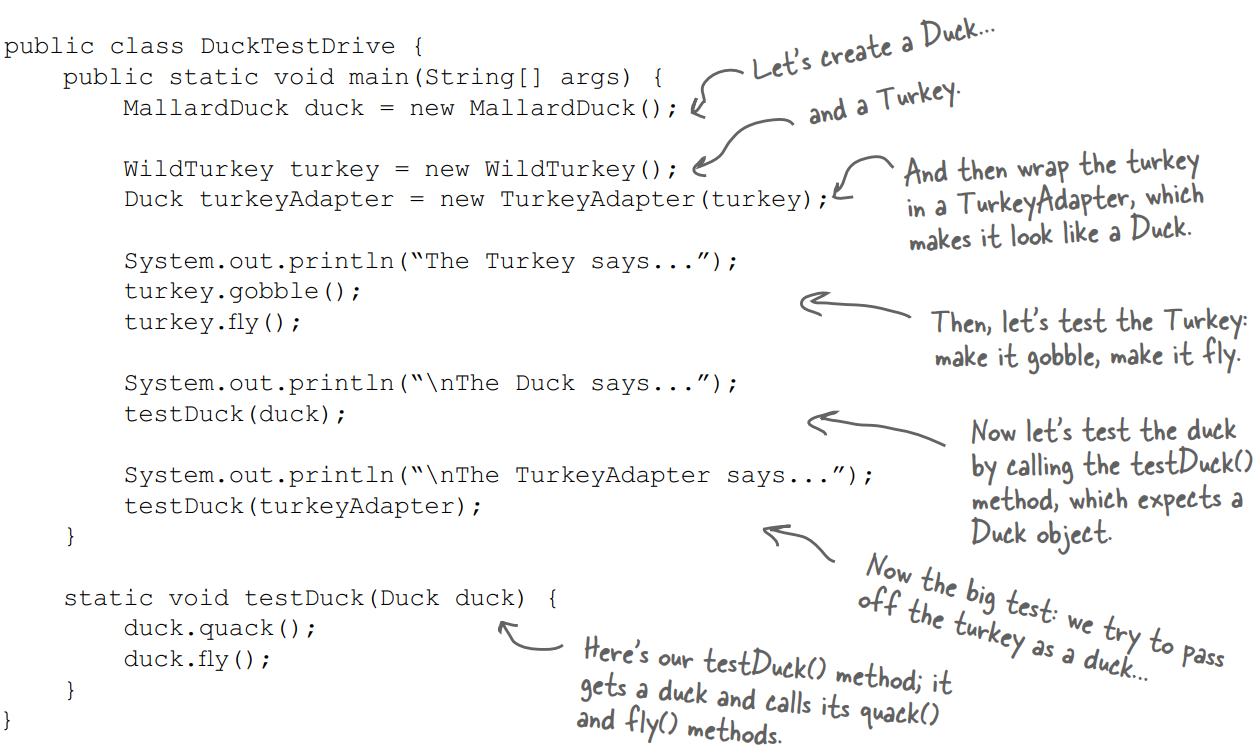 public class DuckTestDrive {
public static void main(String[] args) {
MallardDuck duck = new MallardDuck();
WildTurkey turkey = new WildTurkey();
Duck turkeyAdapter = new TurkeyAdapter(turkey);
System.out.println(“The Turkey says...”);
turkey.gobble();
turkey.fly();
System.out.println(“\nThe Duck says...”);
testDuck(duck);
System.out.println(“\nThe TurkeyAdapter says...”);
testDuck(turkeyAdapter);
}
static void testDuck(Duck duck) {
duck.quack();
duck.fly();
}
}
Let's create a Duck...
and a Turkey.
And then wrap the turkey
in a TurkeyAdapter, which
makes it look like a Duck.
Then, let's test the Turkey:
make it gobble, make it fly.
Now let's test the duck
by calling the testDuck()
method, which expects a
Duck object.
Now the big test: we try to pass
off the turkey as a duck...
Here's our testDuck() method; it
gets a duck and calls its quack()
and fly() methods.